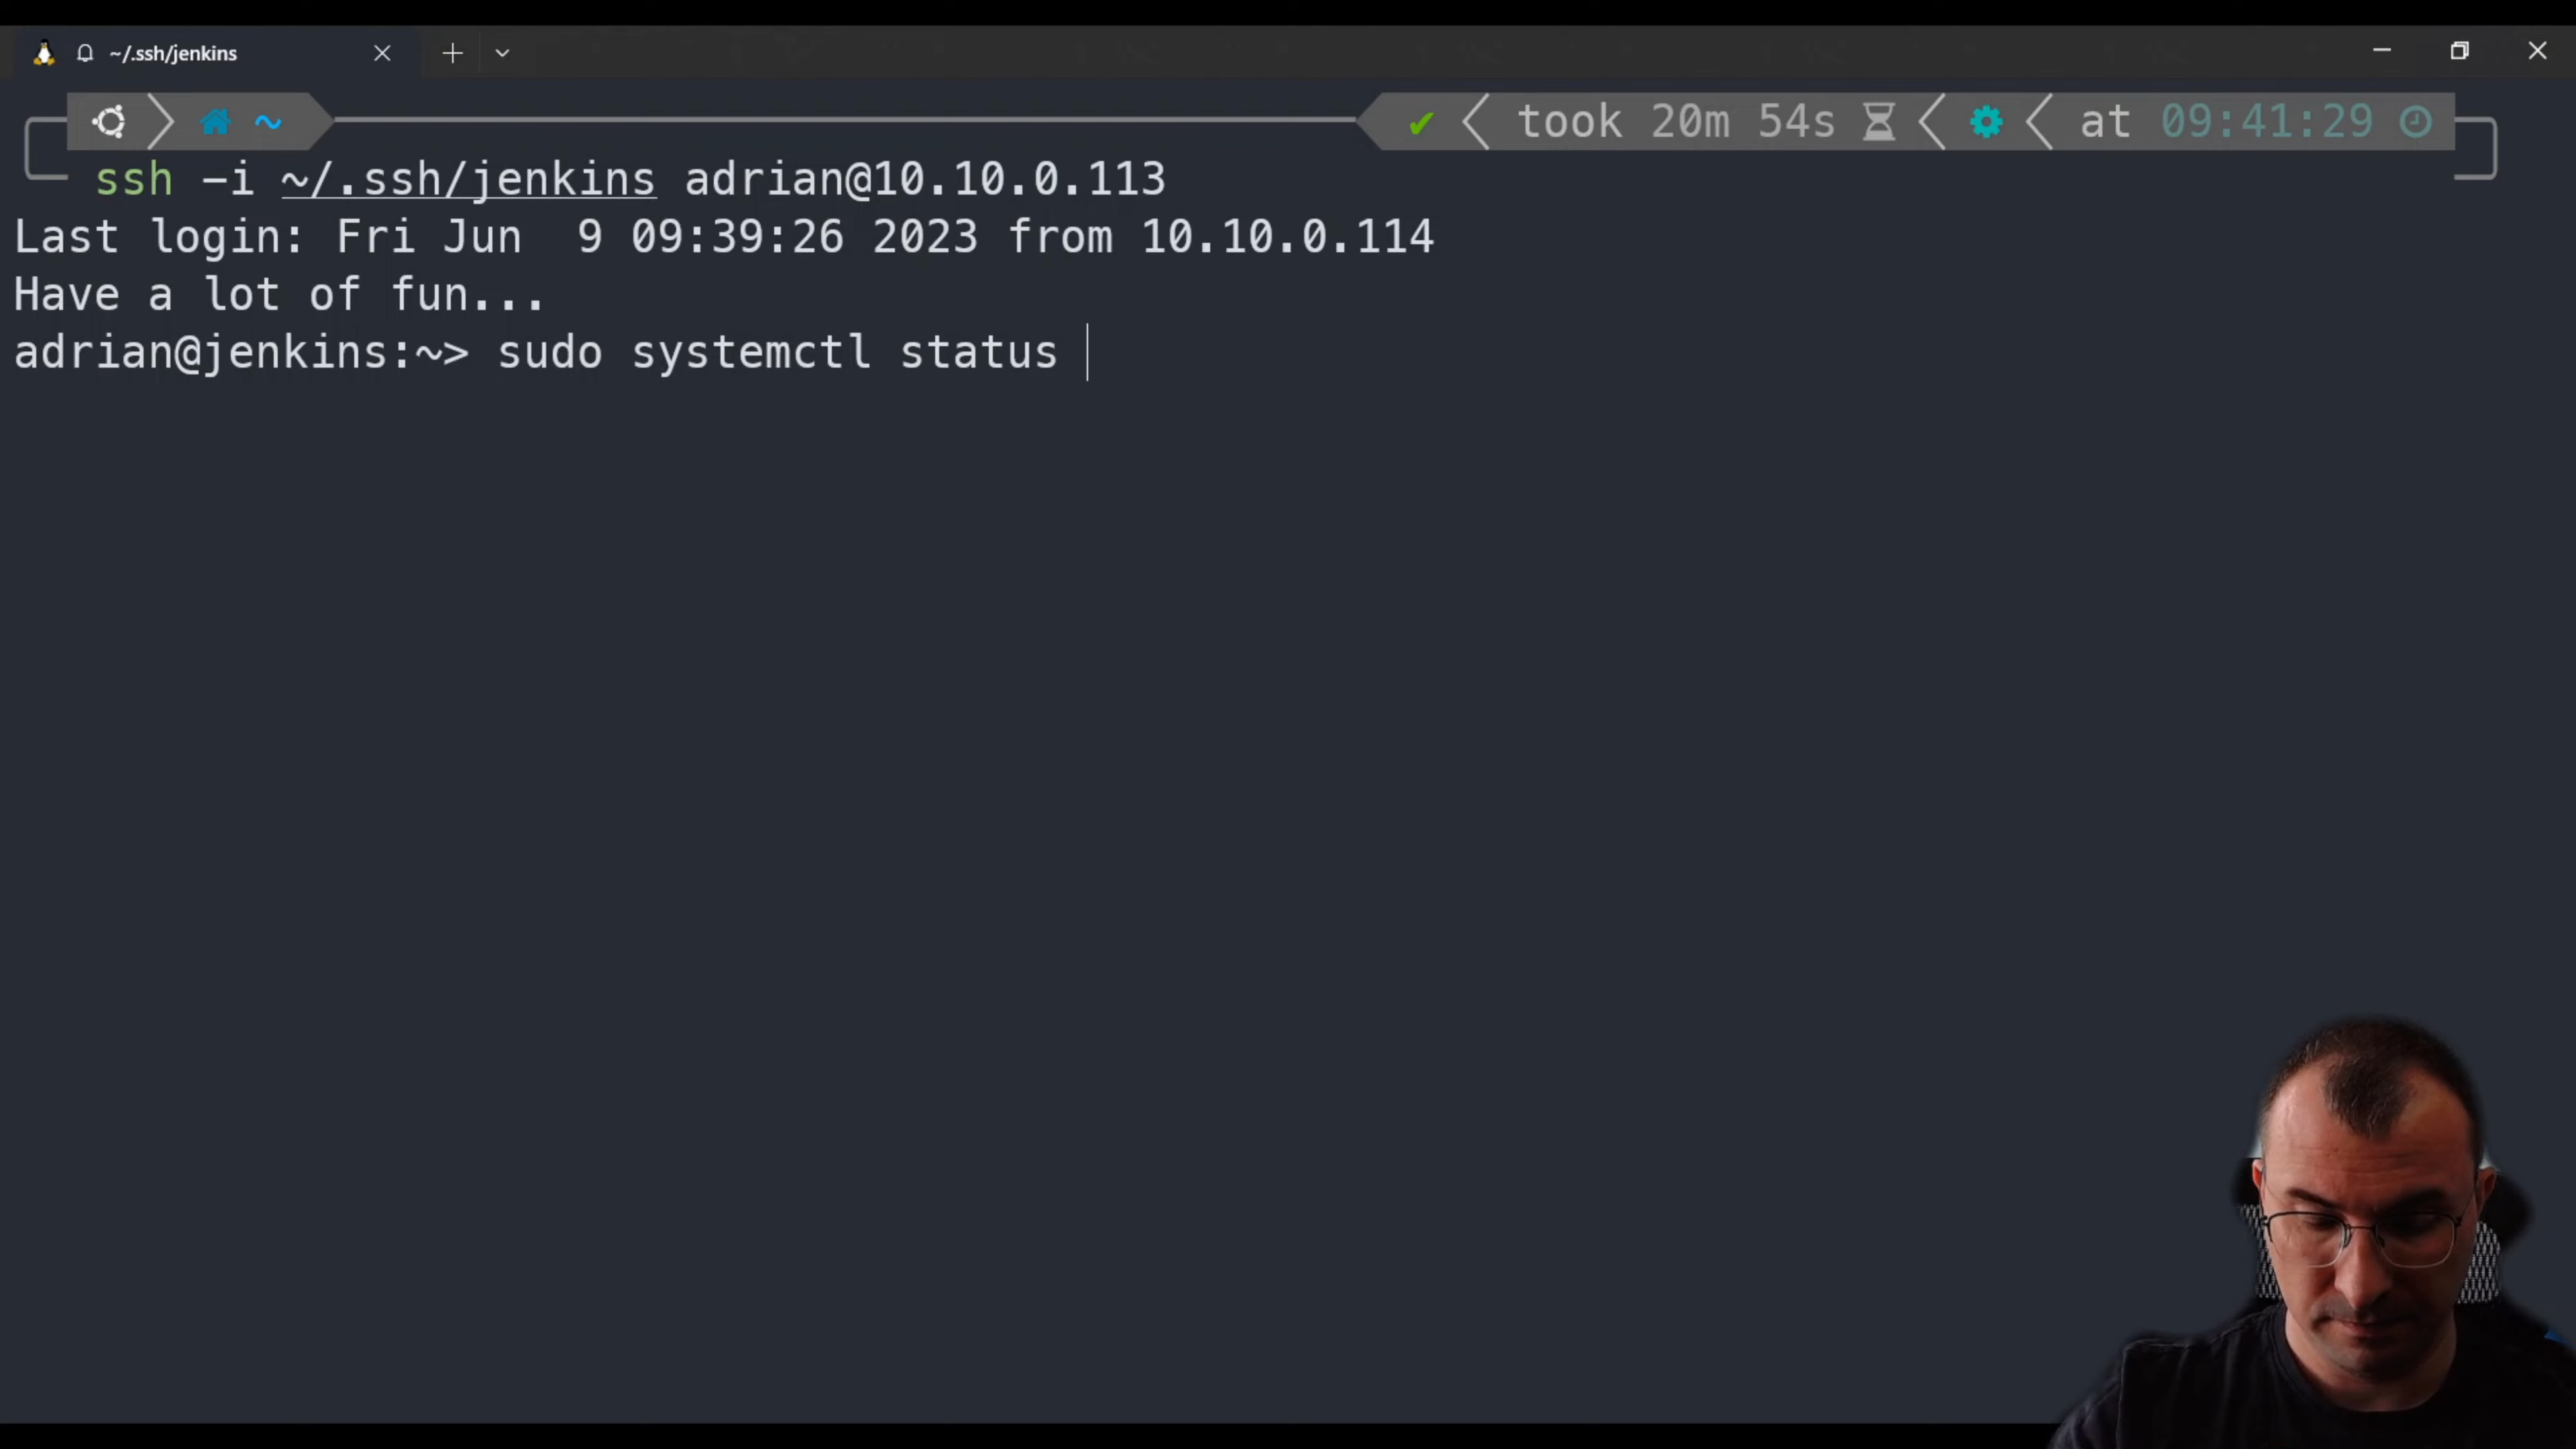 ~/.ssh/jenkins
~ took 20m 54s at 09:41:29
ssh -i ~/.ssh/jenkins adrian@10.10.0.113
Last login: Fri Jun  9 09:39:26 2023 from 10.10.0.114
Have a lot of fun...
adrian@jenkins:~> sudo systemctl status